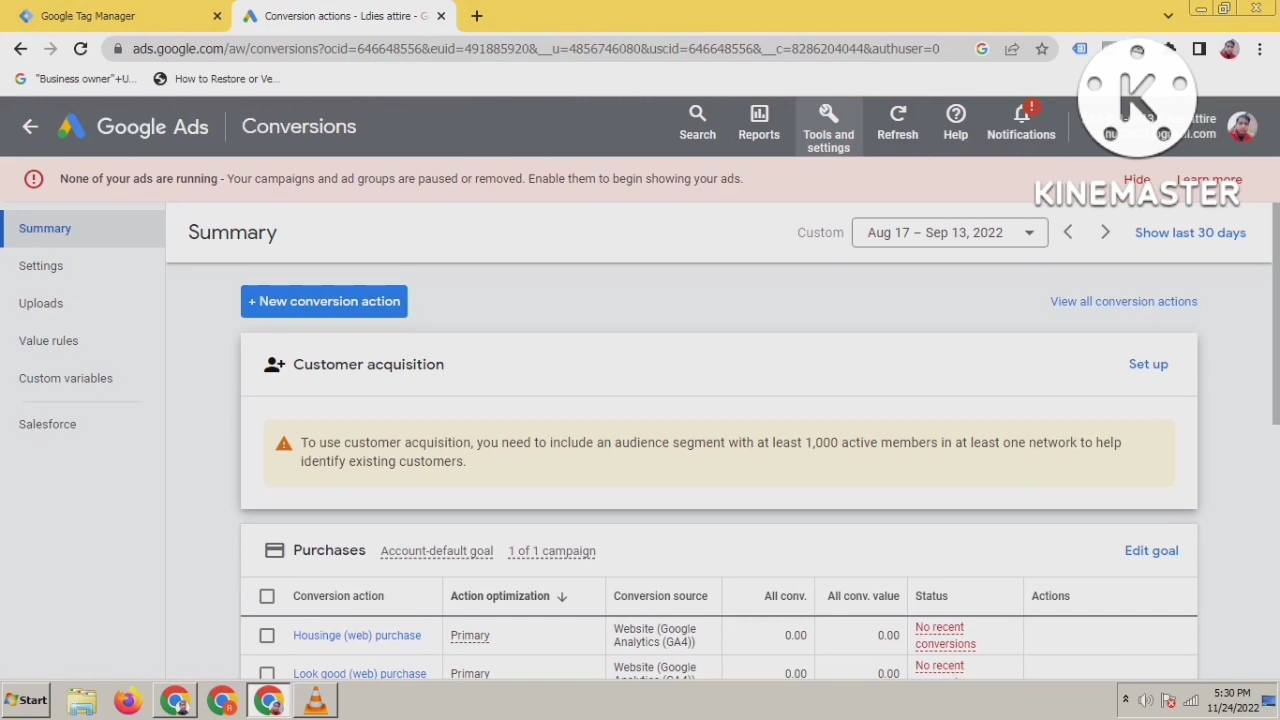 Google Tag Manager
Conversion actions - Ldies attire - G
ads.google.com/aw/conversions?ocid=646648556&euid=491885920&__u=4856746080&uscid=646648556&__c=8286204044&authuser=0
"Business owner"+U...
How to Restore or Ve...
Google Ads
Conversions
Search
Reports
Tools and settings
Refresh
Help
Notifications
K
KINEMASTER
None of your ads are running - Your campaigns and ad groups are paused or removed. Enable them to begin showing your ads.
Hide
Learn more
Summary
Settings
Uploads
Value rules
Custom variables
Salesforce
Summary
Custom
Aug 17 – Sep 13, 2022
Show last 30 days
+ New conversion action
View all conversion actions
Customer acquisition
Set up
To use customer acquisition, you need to include an audience segment with at least 1,000 active members in at least one network to help
identify existing customers.
Purchases
Account-default goal
1 of 1 campaign
Edit goal
Conversion action
Action optimization
Conversion source
All conv.
All conv. value
Status
Actions
Housinge (web) purchase
Primary
Website (Google
Analytics (GA4))
0.00
0.00
No recent
conversions
Look good (web) purchase
Primary
Website (Google
Analytics (GA4))
0.00
0.00
No recent
Start
5:30 PM
11/24/2022